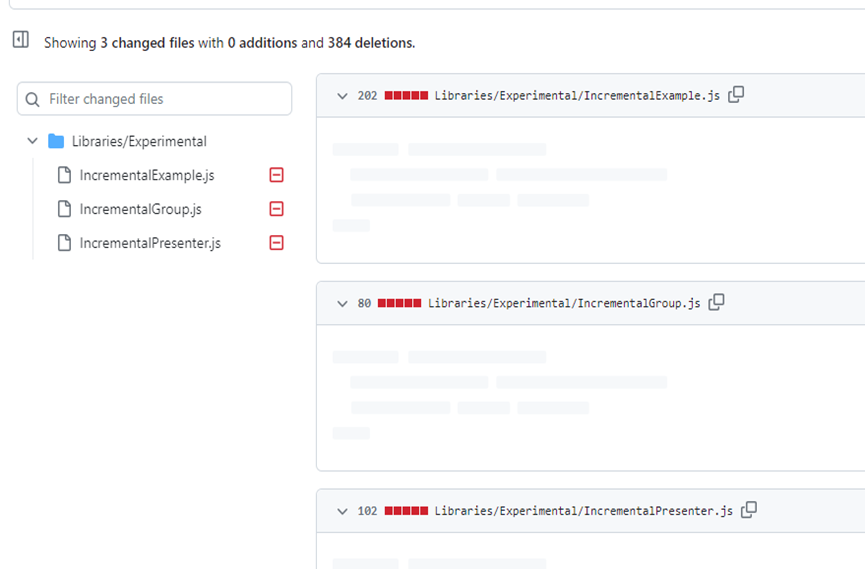 Showing 3 changed files with 0 additions and 384 deletions.
Filter changed files
Libraries/Experimental
IncrementalExample.js
IncrementalGroup.js
IncrementalPresenter.js
202 Libraries/Experimental/IncrementalExample.js
80 Libraries/Experimental/IncrementalGroup.js
102 Libraries/Experimental/IncrementalPresenter.js